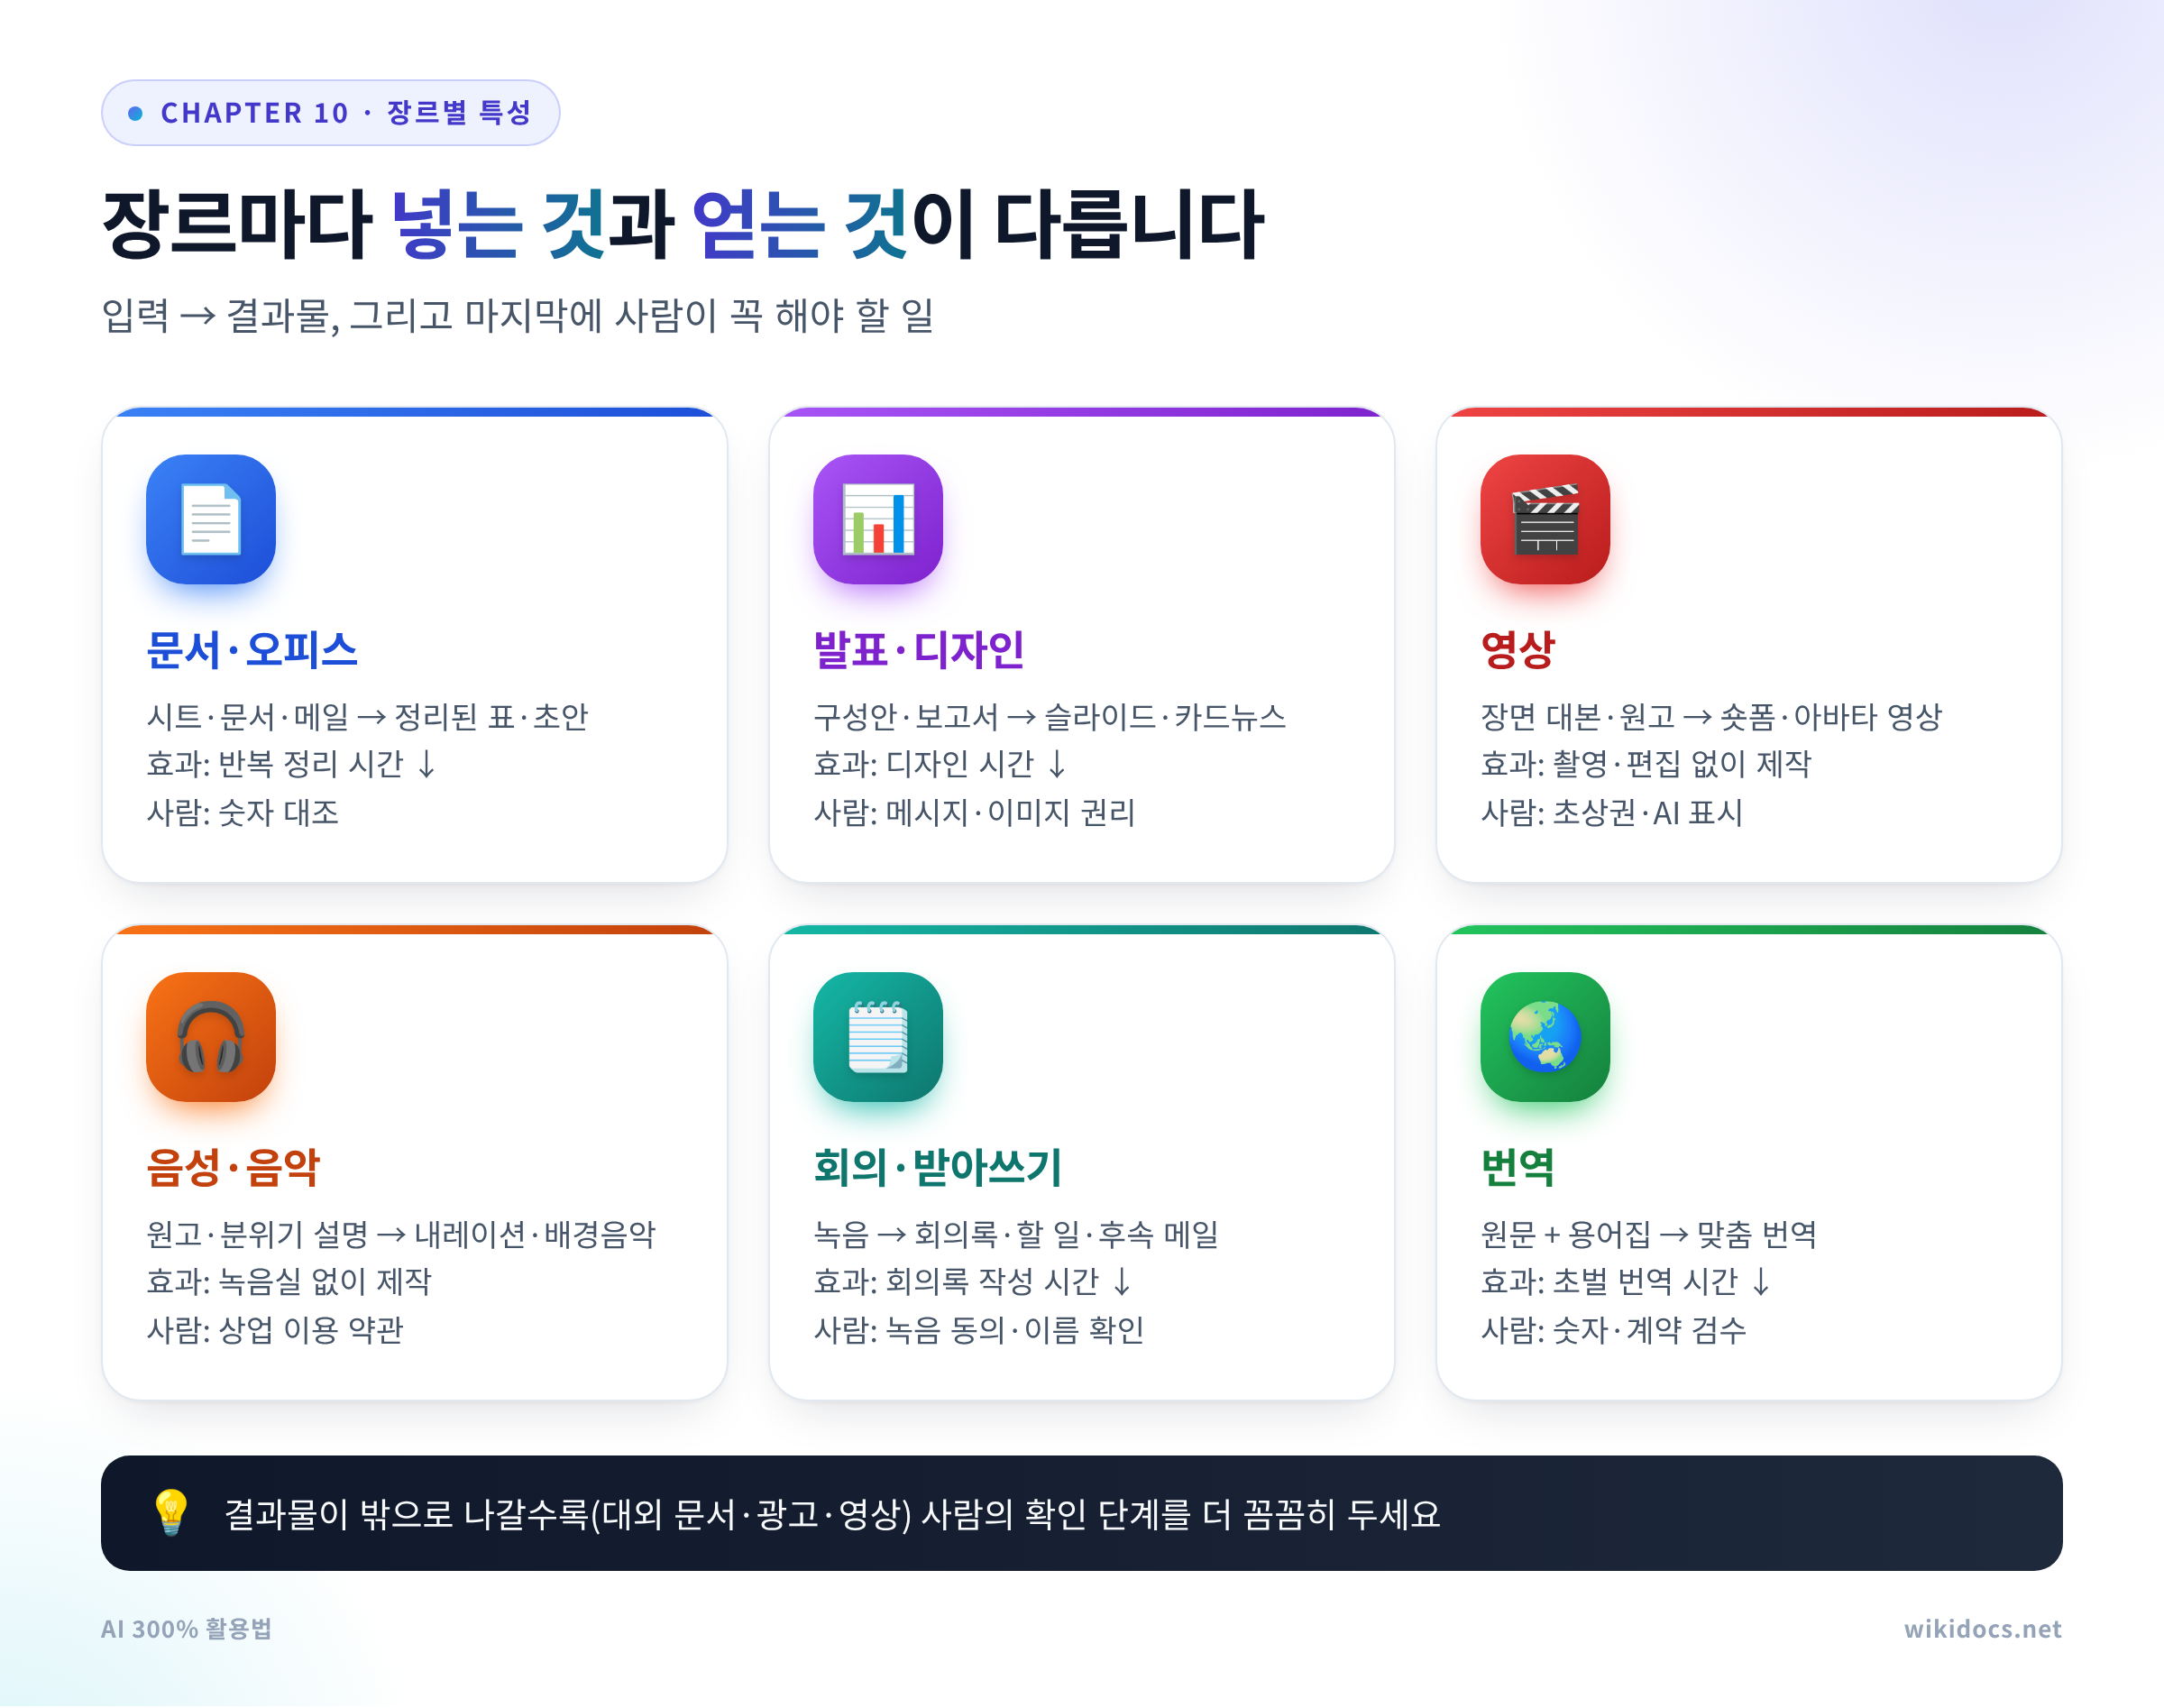 CHAPTER 10 · 장르별 특성
장르마다 넣는 것과 얻는 것이 다릅니다
입력 → 결과물, 그리고 마지막에 사람이 꼭 해야 할 일
문서·오피스
시트·문서·메일 → 정리된 표·초안
효과: 반복 정리 시간 ↓
사람: 숫자 대조
발표·디자인
구성안·보고서 → 슬라이드·카드뉴스
효과: 디자인 시간 ↓
사람: 메시지·이미지 권리
영상
장면 대본·원고 → 숏폼·아바타 영상
효과: 촬영·편집 없이 제작
사람: 초상권·AI 표시
음성·음악
원고·분위기 설명 → 내레이션·배경음악
효과: 녹음실 없이 제작
사람: 상업 이용 약관
회의·받아쓰기
녹음 → 회의록·할 일·후속 메일
효과: 회의록 작성 시간 ↓
사람: 녹음 동의·이름 확인
번역
원문 + 용어집 → 맞춤 번역
효과: 초벌 번역 시간 ↓
사람: 숫자·계약 검수
결과물이 밖으로 나갈수록(대외 문서·광고·영상) 사람의 확인 단계를 더 꼼꼼히 두세요
AI 300% 활용법
wikidocs.net